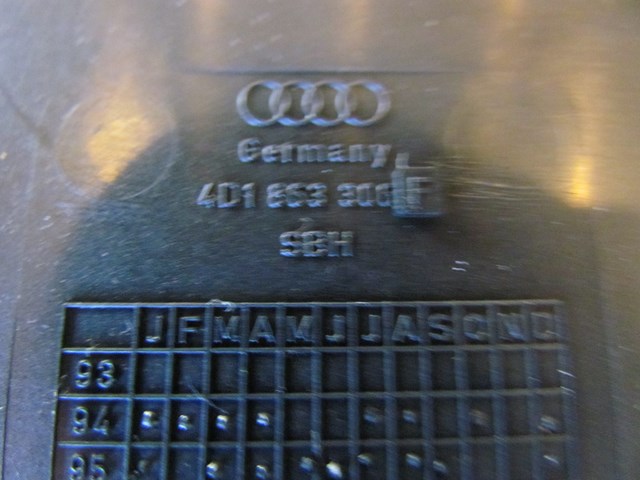 Germany
4D1 863 300 F
SBH
J F M A M J J A S O N D
93
94
95